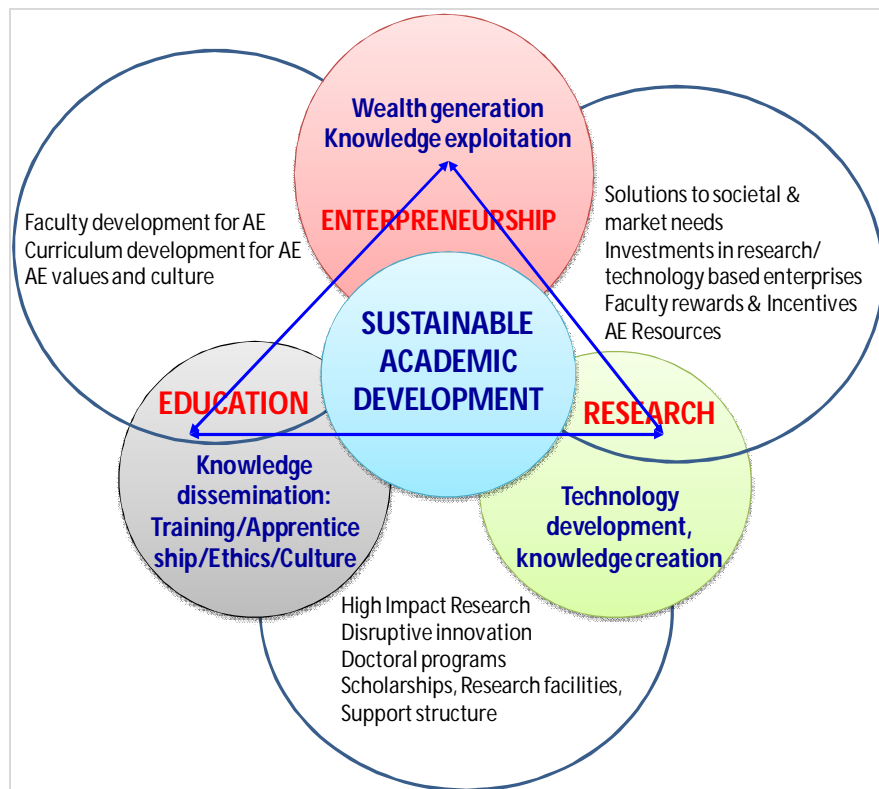 Wealth generation
Knowledge exploitation
ENTERPRENEURSHIP
Faculty development for AE
Curriculum development for AE
AE values and culture
Solutions to societal &
market needs
Investments in research/
technology based enterprises
Faculty rewards & Incentives
AE Resources
SUSTAINABLE
ACADEMIC
DEVELOPMENT
EDUCATION
Knowledge
dissemination:
Training/Apprentice
ship/Ethics/Culture
RESEARCH
Technology
development,
knowledge creation
High Impact Research
Disruptive innovation
Doctoral programs
Scholarships, Research facilities,
Support structure